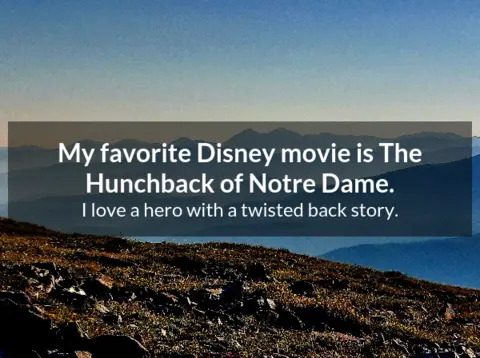 My favorite Disney movie is The
Hunchback of Notre Dame.
I love a hero with a twisted back story.